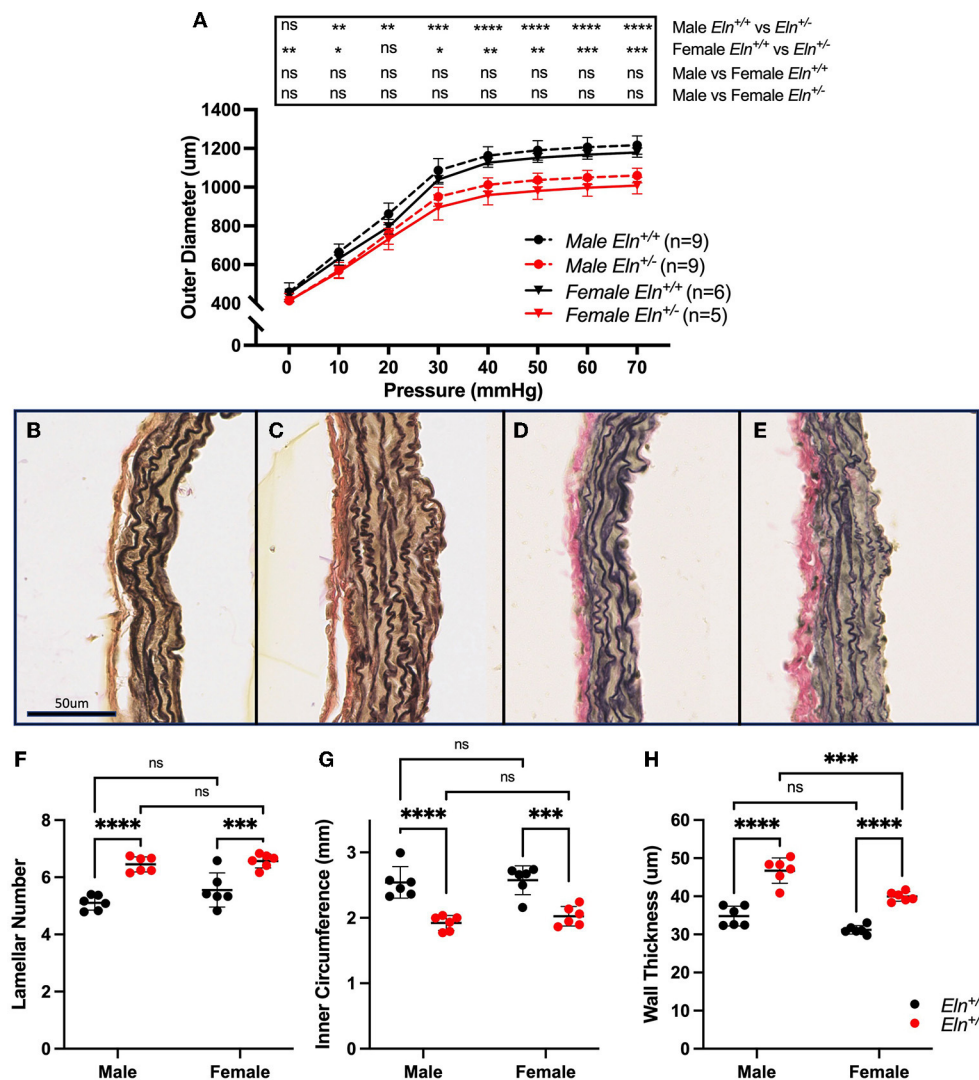 A
ns ** ** *** **** **** **** **** Male Eln+/+ vs Eln+/-
** * ns * ** ** *** *** Female Eln+/+ vs Eln+/-
ns ns ns ns ns ns ns ns Male vs Female Eln+/+
ns ns ns ns ns ns ns ns Male vs Female Eln+/-
Outer Diameter (um)
1400
1200
1000
800
600
400
0
Male Eln+/+ (n=9)
Male Eln+/- (n=9)
Female Eln+/+ (n=6)
Female Eln+/- (n=5)
0 10 20 30 40 50 60 70
Pressure (mmHg)
B C D E
50um
F
ns
ns
**** ***
Lamellar Number
8
6
4
2
0
Male Female
G
ns
ns
**** ***
Inner Circumference (mm)
3
2
1
0
Male Female
H
***
ns
**** ****
Wall Thickness (um)
60
50
40
30
20
10
0
Male Female
Eln+/
Eln+/